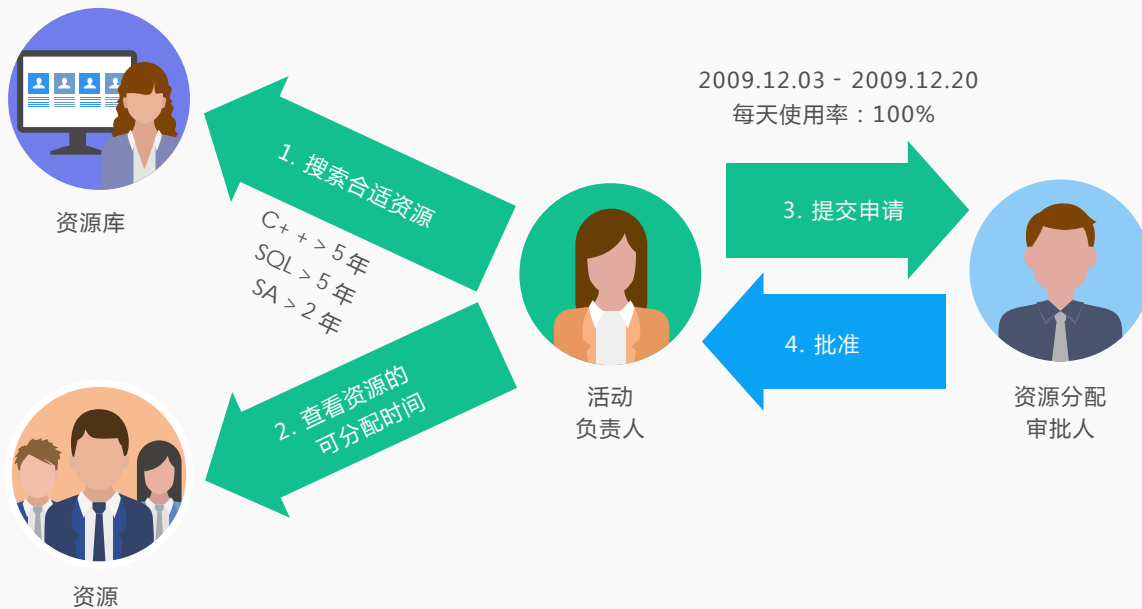 资源库
1. 搜索合适资源
C+ + > 5 年
SQL > 5 年
SA > 2 年
2. 查看资源的
可分配时间
资源
活动
负责人
2009.12.03 - 2009.12.20
每天使用率：100%
3. 提交申请
4. 批准
资源分配
审批人